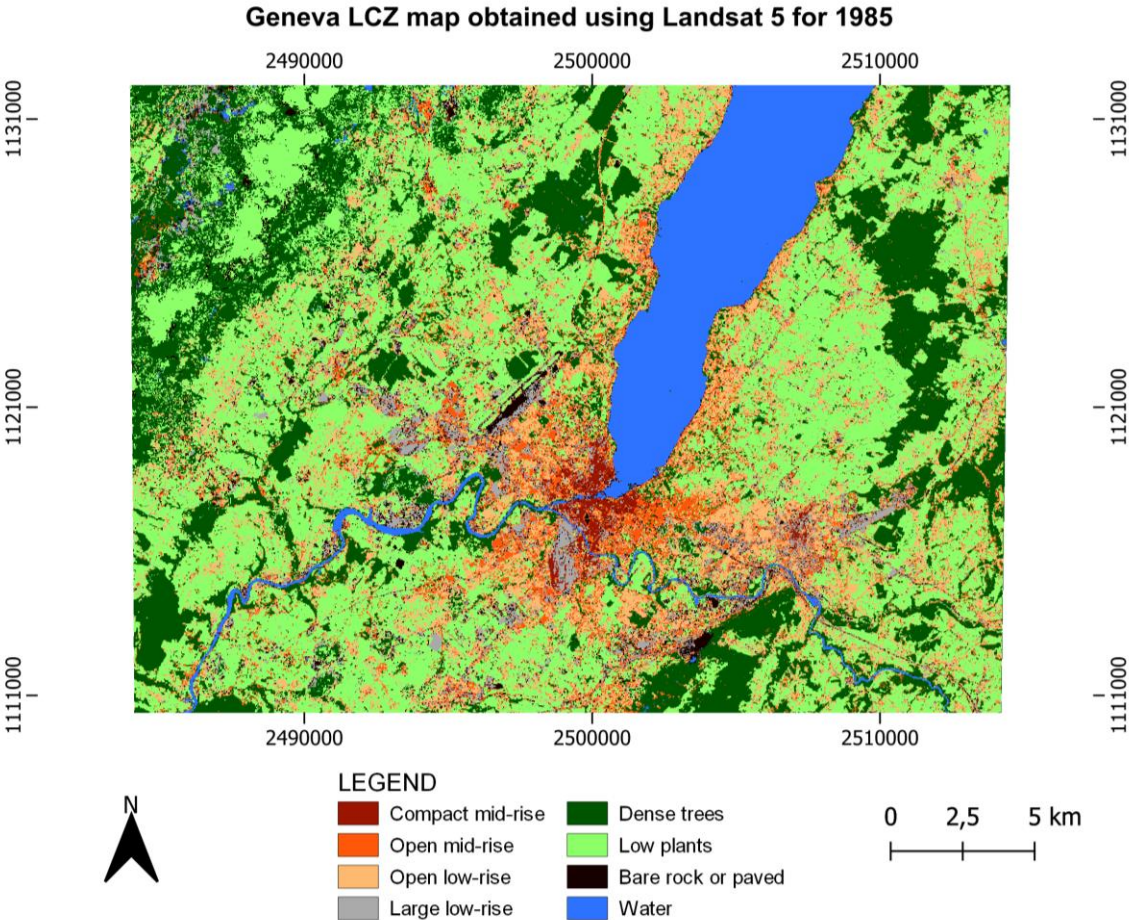 Geneva LCZ map obtained using Landsat 5 for 1985
2490000 2500000 2510000
1131000 1131000
1121000 1121000
1111000 1111000
2490000 2500000 2510000
LEGEND
N
Compact mid-rise Dense trees
0 2,5 5 km
Open mid-rise Low plants
Open low-rise Bare rock or paved
Large low-rise Water